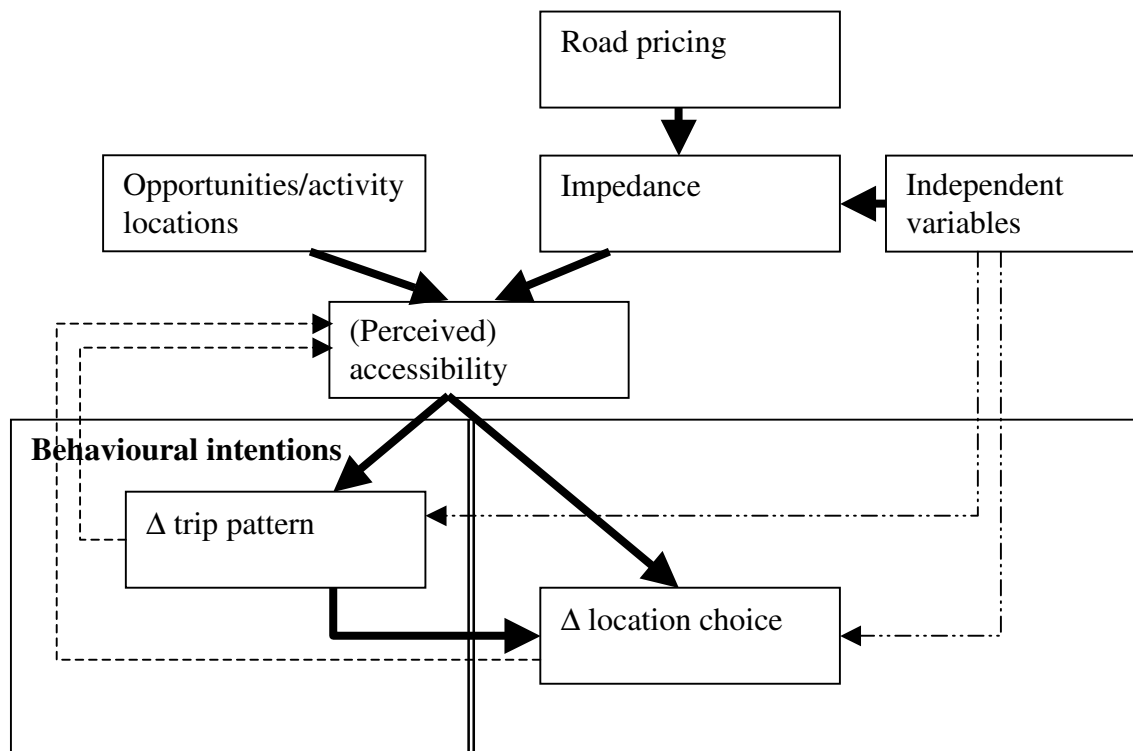 Road pricing
Opportunities/activity
locations
Impedance
Independent
variables
(Perceived)
accessibility
Behavioural intentions
Δ trip pattern
Δ location choice